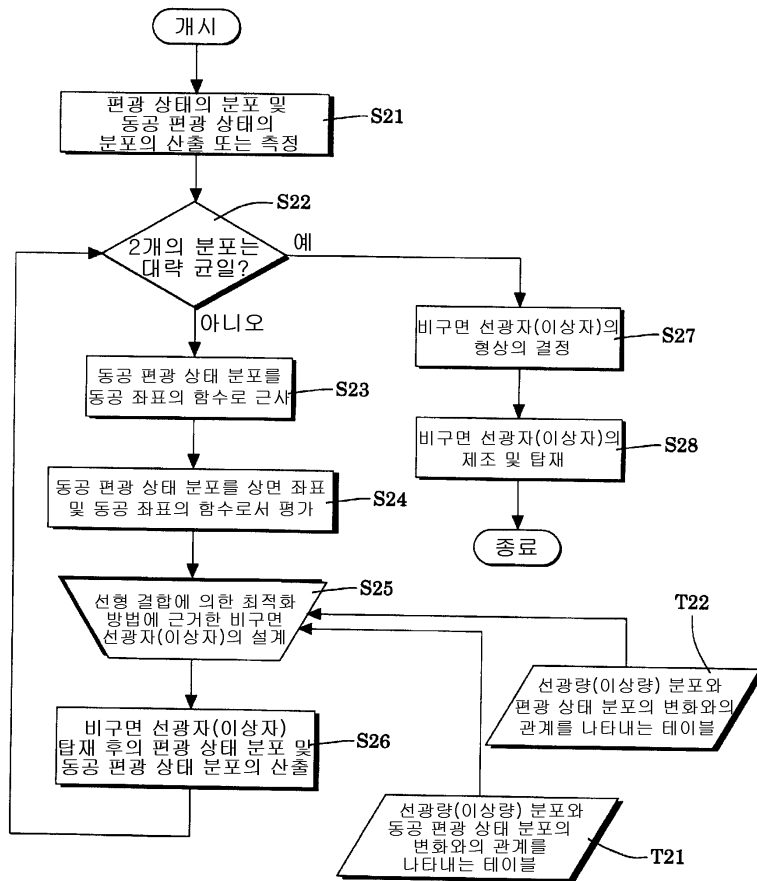 개시
편광 상태의 분포 및
동공 편광 상태의
분포의 산출 또는 측정
S21
S22
2개의 분포는
대략 균일?
예
아니오
비구면 선광자(이상자)의
형상의 결정
S27
동공 편광 상태 분포를
동공 좌표의 함수로 근사
S23
비구면 선광자(이상자)의
제조 및 탑재
S28
동공 편광 상태 분포를 상면 좌표
및 동공 좌표의 함수로서 평가
S24
종료
선형 결합에 의한 최적화
방법에 근거한 비구면
선광자(이상자)의 설계
S25
T22
선광량(이상량) 분포와
편광 상태 분포의 변화와의
관계를 나타내는 테이블
비구면 선광자(이상자)
탑재 후의 편광 상태 분포 및
동공 편광 상태 분포의 산출
S26
선광량(이상량) 분포와
동공 편광 상태 분포의
변화와의 관계를
나타내는 테이블
T21